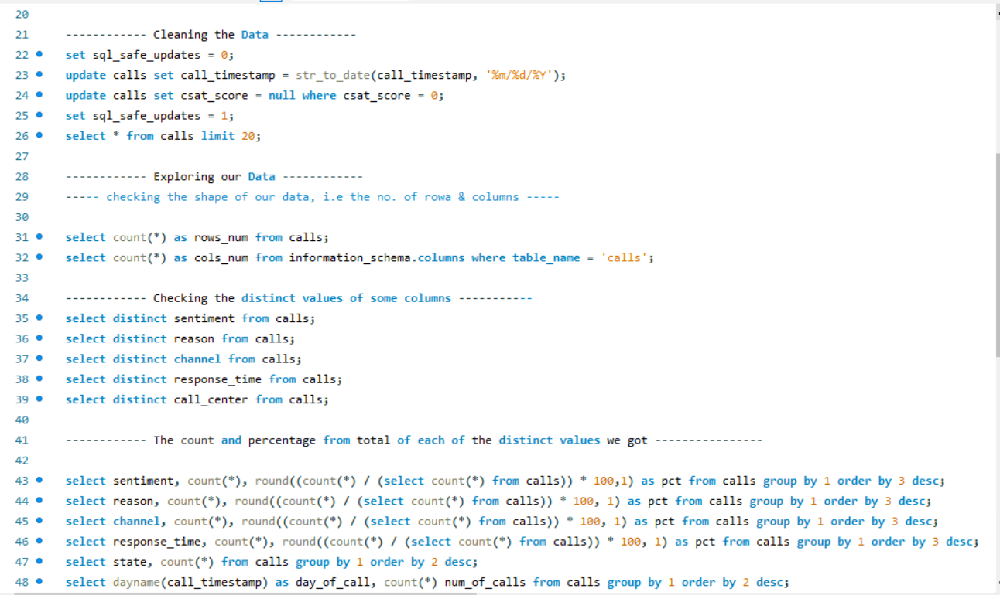 20
21 ------------ Cleaning the Data ------------
22 set sql_safe_updates = 0;
23 update calls set call_timestamp = str_to_date(call_timestamp, '%m/%d/%Y');
24 update calls set csat_score = null where csat_score = 0;
25 set sql_safe_updates = 1;
26 select * from calls limit 20;
27
28 ------------ Exploring our Data ------------
29 ----- checking the shape of our data, i.e the no. of rowa & columns -----
30
31 select count(*) as rows_num from calls;
32 select count(*) as cols_num from information_schema.columns where table_name = 'calls';
33
34 ------------ Checking the distinct values of some columns -----------
35 select distinct sentiment from calls;
36 select distinct reason from calls;
37 select distinct channel from calls;
38 select distinct response_time from calls;
39 select distinct call_center from calls;
40
41 ------------ The count and percentage from total of each of the distinct values we got ----------------
42
43 select sentiment, count(*), round((count(*) / (select count(*) from calls)) * 100,1) as pct from calls group by 1 order by 3 desc;
44 select reason, count(*), round((count(*) / (select count(*) from calls)) * 100, 1) as pct from calls group by 1 order by 3 desc;
45 select channel, count(*), round((count(*) / (select count(*) from calls)) * 100, 1) as pct from calls group by 1 order by 3 desc;
46 select response_time, count(*), round((count(*) / (select count(*) from calls)) * 100, 1) as pct from calls group by 1 order by 3 desc;
47 select state, count(*) from calls group by 1 order by 2 desc;
48 select dayname(call_timestamp) as day_of_call, count(*) num_of_calls from calls group by 1 order by 2 desc;